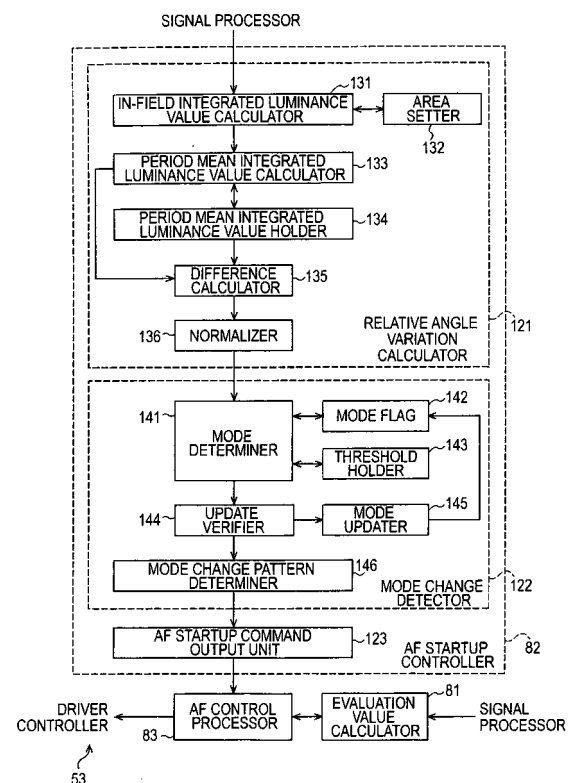 SIGNAL PROCESSOR
131
IN-FIELD INTEGRATED LUMINANCE
VALUE CALCULATOR
AREA
SETTER
132
PERIOD MEAN INTEGRATED
LUMINANCE VALUE CALCULATOR
133
PERIOD MEAN INTEGRATED
LUMINANCE VALUE HOLDER
134
DIFFERENCE
CALCULATOR
135
136
NORMALIZER
RELATIVE ANGLE
VARIATION
CALCULATOR
121
141
MODE
DETERMINER
142
MODE FLAG
143
THRESHOLD
HOLDER
144
UPDATE
VERIFIER
145
MODE
UPDATER
146
MODE CHANGE PATTERN
DETERMINER
MODE CHANGE
DETECTOR
122
AF STARTUP COMMAND
OUTPUT UNIT
123
AF STARTUP
CONTROLLER
82
DRIVER
CONTROLLER
AF CONTROL
PROCESSOR
83
81
EVALUATION
VALUE
CALCULATOR
SIGNAL
PROCESSOR
53